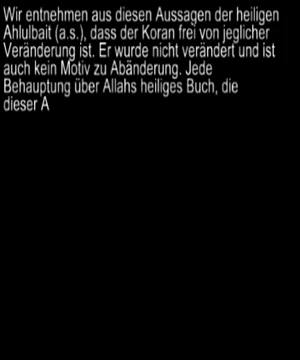 Wir entnehmen aus diesen Aussagen der heiligen
Ahlulbait (a.s.), dass der Koran frei von jeglicher
Veränderung ist. Er wurde nicht verändert und ist
auch kein Motiv zu Abänderung. Jede
Behauptung über Allahs heiliges Buch, die
dieser A